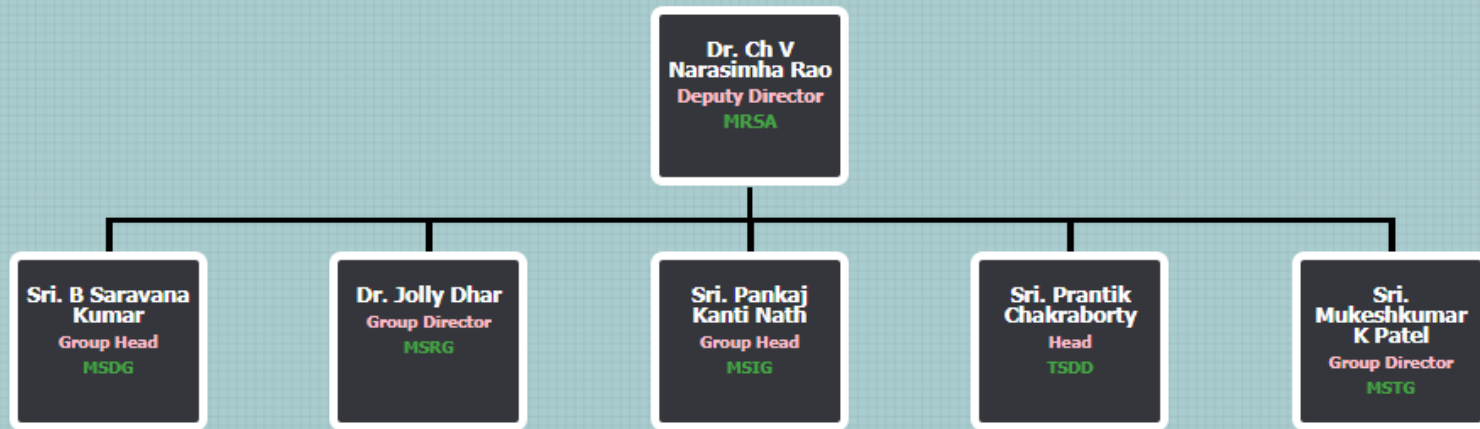 Dr. Ch V
Narasimha Rao
Deputy Director
MRSA
Sri. B Saravana
Kumar
Group Head
MSDG
Dr. Jolly Dhar
Group Director
MSRG
Sri. Pankaj
Kanti Nath
Group Head
MSIG
Sri. Prantik
Chakraborty
Head
TSDD
Sri.
Mukeshkumar
K Patel
Group Director
MSTG